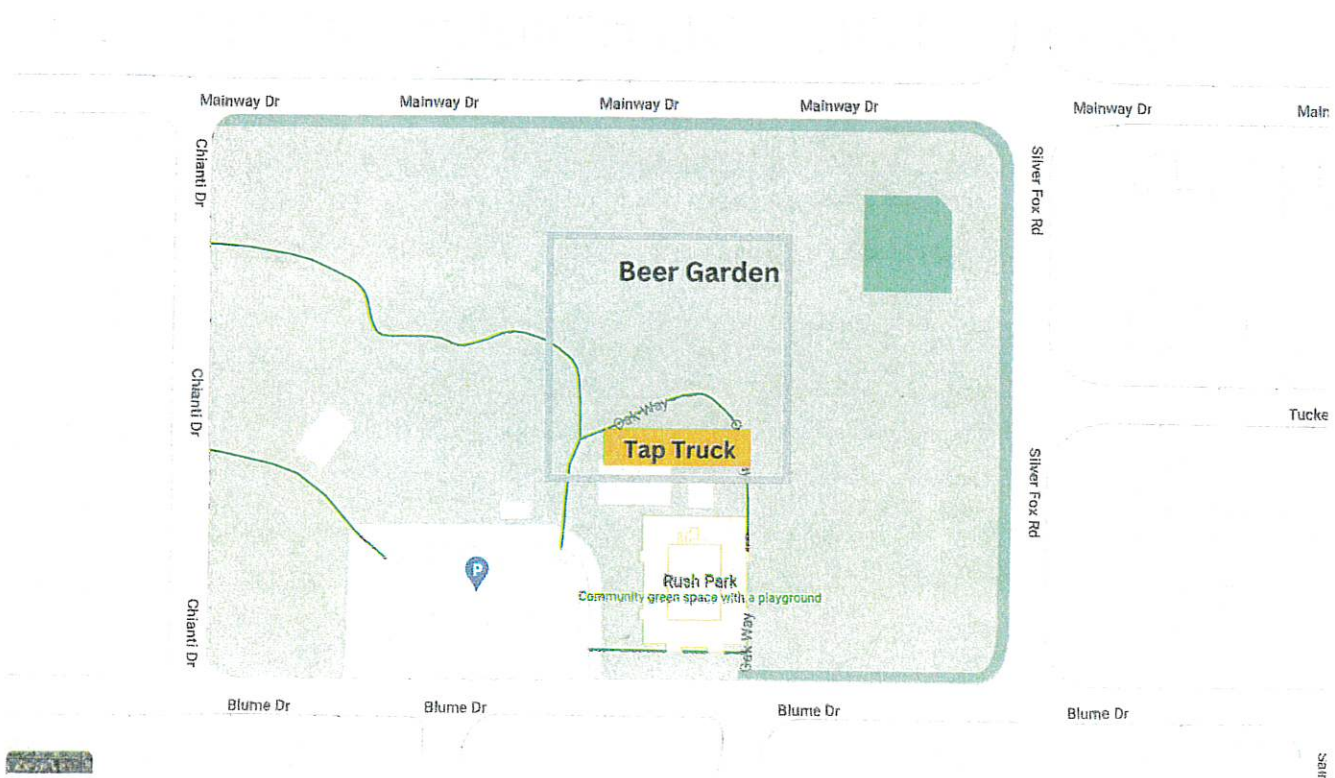 Mainway Dr
Mainway Dr
Mainway Dr
Mainway Dr
Mainway Dr
Chianti Dr
Silver Fox Rd
Beer Garden
Chianti Dr
Oak Way
Tucke
Tap Truck
Silver Fox Rd
P
Rush Park
Community green space with a playground
Chianti Dr
Oak Way
Blume Dr
Blume Dr
Blume Dr
Blume Dr